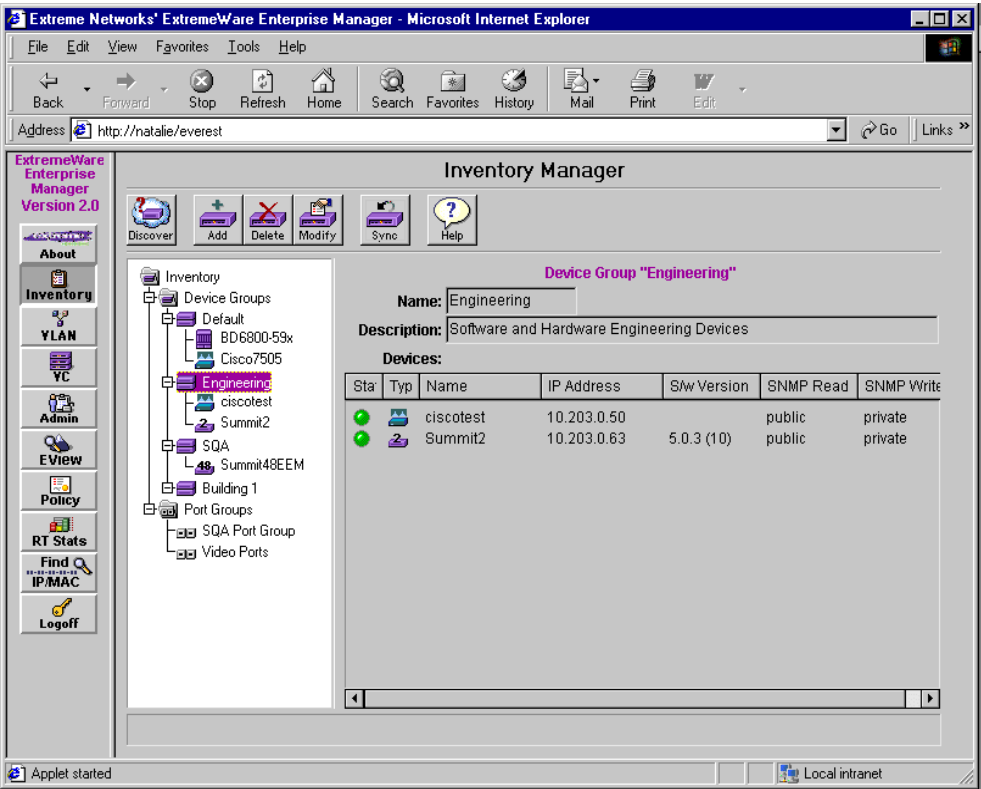 Extreme Networks' ExtremeWare Enterprise Manager - Microsoft Internet Explorer
File Edit View Favorites Tools Help
Back Forward Stop Refresh Home Search Favorites History Mail Print Edit
Address http://natalie/everest Go Links »
ExtremeWare
Enterprise
Manager
Version 2.0
About
Inventory
VLAN
VC
Admin
EView
Policy
RT Stats
Find
IP/MAC
Logoff
Inventory Manager
Discover Add Delete Modify Sync Help
Inventory
Device Groups
Default
BD6800-59x
Cisco7505
Engineering
ciscotest
2 Summit2
SQA
48 Summit48EEM
Building 1
Port Groups
SQA Port Group
Video Ports
Device Group "Engineering"
Name: Engineering
Description: Software and Hardware Engineering Devices
Devices:
Sta Typ Name IP Address S/w Version SNMP Read SNMP Write
ciscotest 10.203.0.50 public private
2 Summit2 10.203.0.63 5.0.3 (10) public private
Applet started
Local intranet